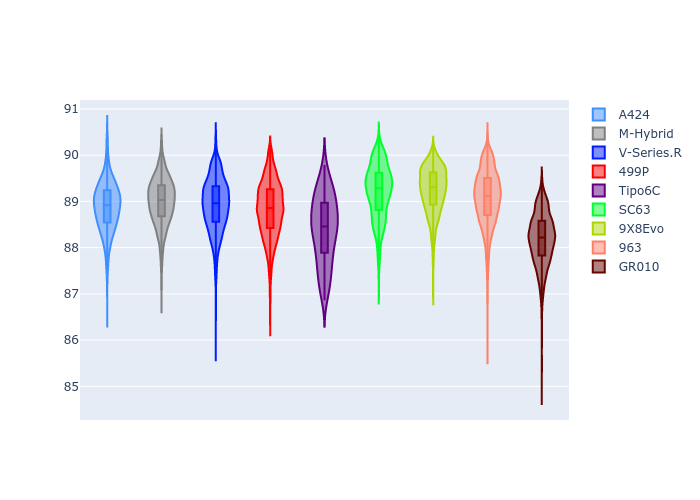 91
90
89
88
87
86
85
A424
M-Hybrid
V-Series.R
499P
Tipo6C
SC63
9X8Evo
963
GR010